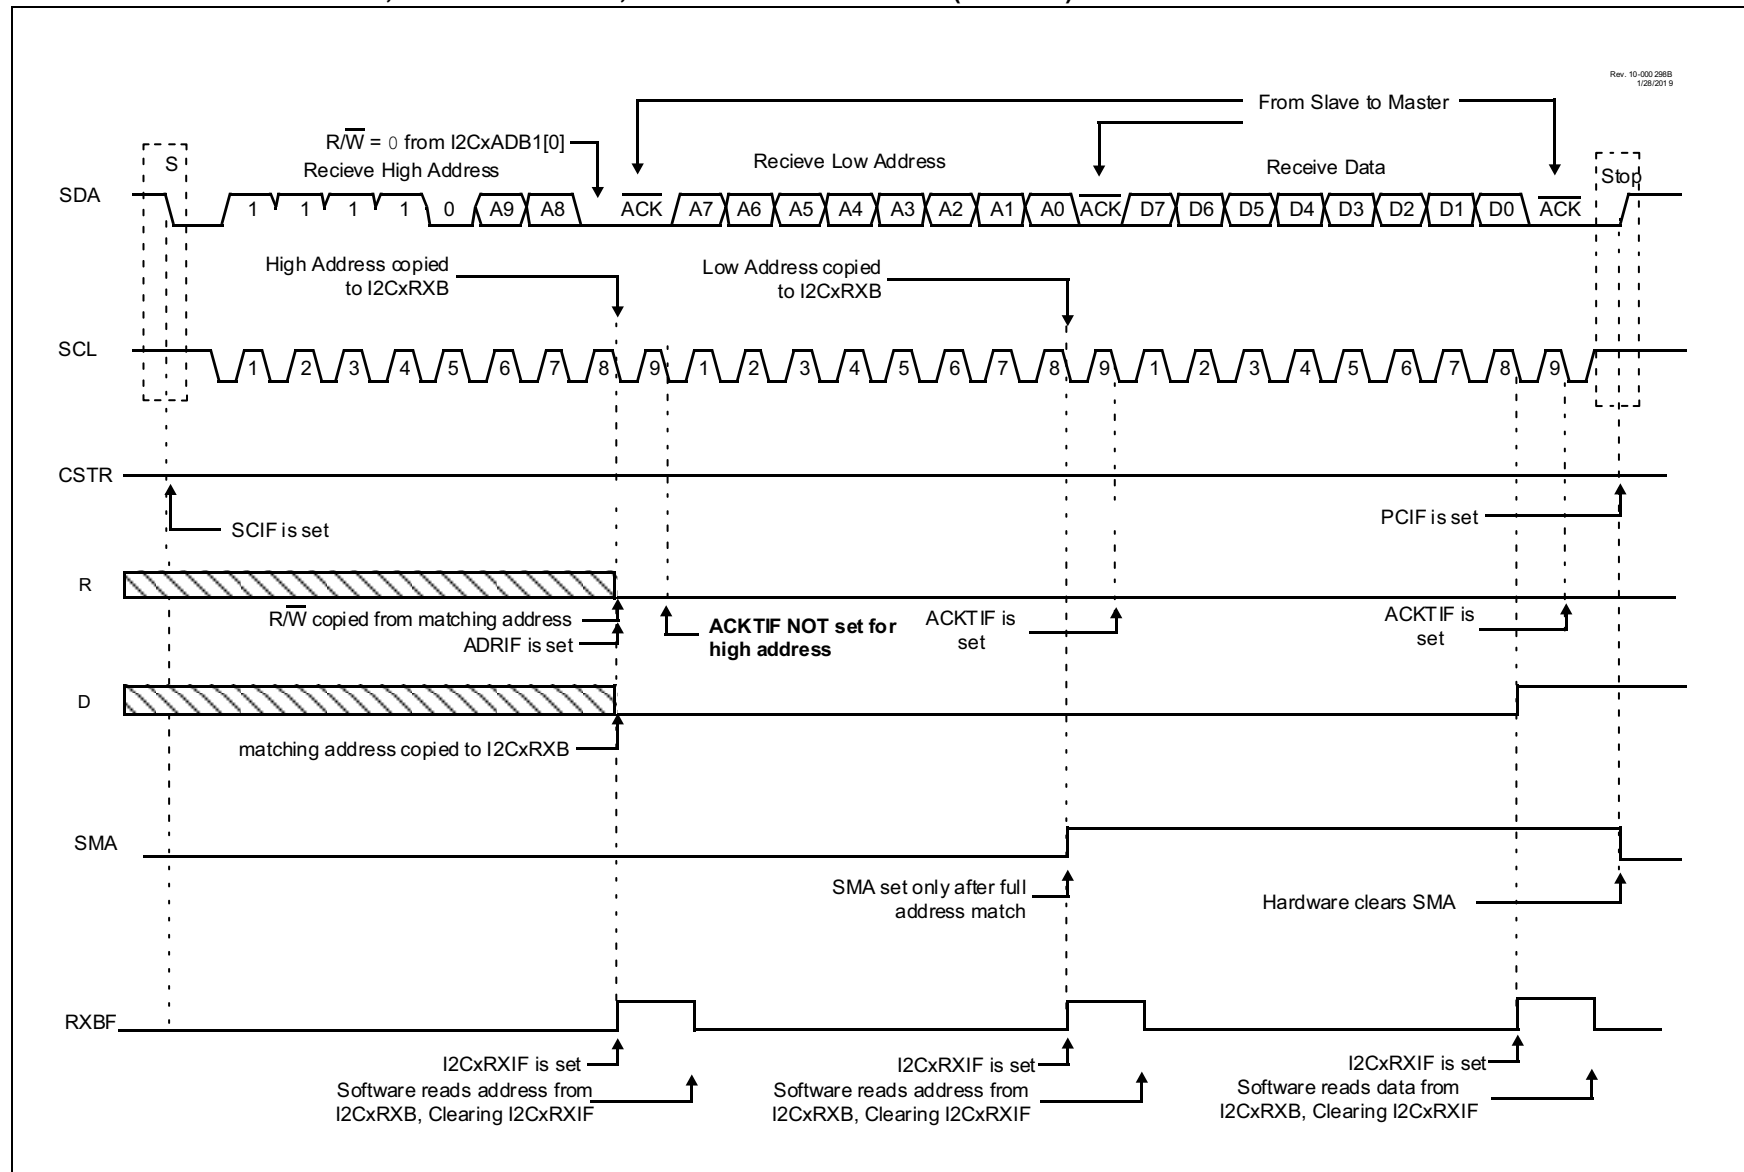 Rev. 10-000 298B
1/28/201 9
From Slave to Master
R/W = 0 from I2CxADB1[0]
Recieve High Address
Recieve Low Address
Receive Data
S
Stop
SDA
1 1 1 1 0 A9 A8 ACK A7 A6 A5 A4 A3 A2 A1 A0 ACK D7 D6 D5 D4 D3 D2 D1 D0 ACK
High Address copied
to I2CxRXB
Low Address copied
to I2CxRXB
SCL
1 2 3 4 5 6 7 8 9 1 2 3 4 5 6 7 8 9 1 2 3 4 5 6 7 8 9
CSTR
SCIF is set
PCIF is set
R
R/W copied from matching address
ADRIF is set
ACKTIF NOT set for
high address
ACKTIF is
set
ACKTIF is
set
D
matching address copied to I2CxRXB
SMA
SMA set only after full
address match
Hardware clears SMA
RXBF
I2CxRXIF is set
Software reads address from
I2CxRXB, Clearing I2CxRXIF
I2CxRXIF is set
Software reads address from
I2CxRXB, Clearing I2CxRXIF
I2CxRXIF is set
Software reads data from
I2CxRXB, Clearing I2CxRXIF